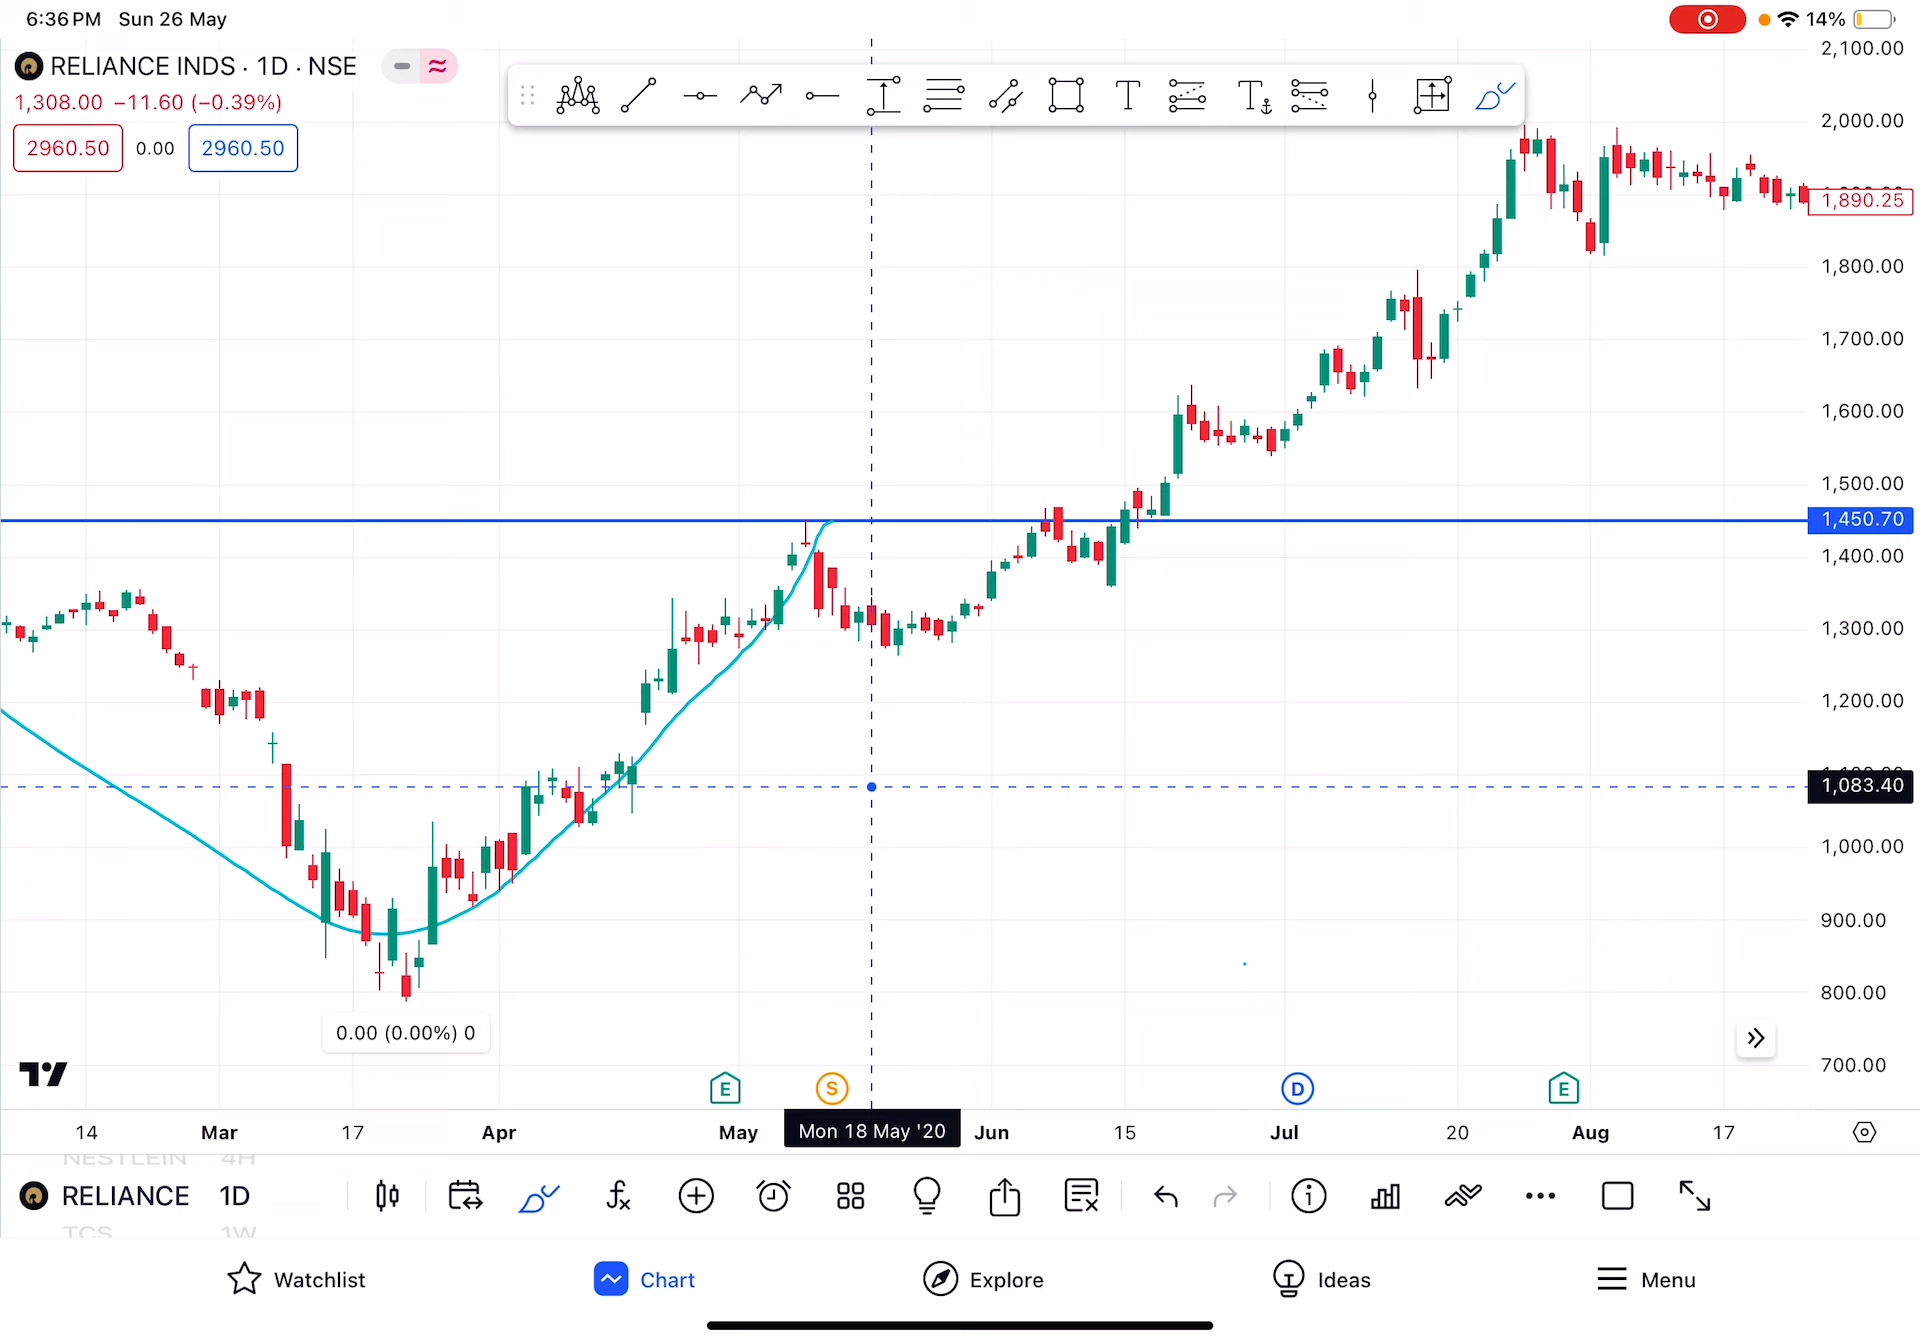 6:36 PM Sun 26 May
14%
RELIANCE INDS · 1D · NSE
1,308.00 −11.60 (−0.39%)
2960.50 0.00 2960.50
2,100.00
2,000.00
1,890.25
1,800.00
1,700.00
1,600.00
1,500.00
1,450.70
1,400.00
1,300.00
1,200.00
1,083.40
1,000.00
900.00
800.00
700.00
0.00 (0.00%) 0
E S D E
14 Mar 17 Apr May Mon 18 May '20 Jun 15 Jul 20 Aug 17
NESTLEIN 4H
RELIANCE 1D
TCS 1W
Watchlist Chart Explore Ideas Menu